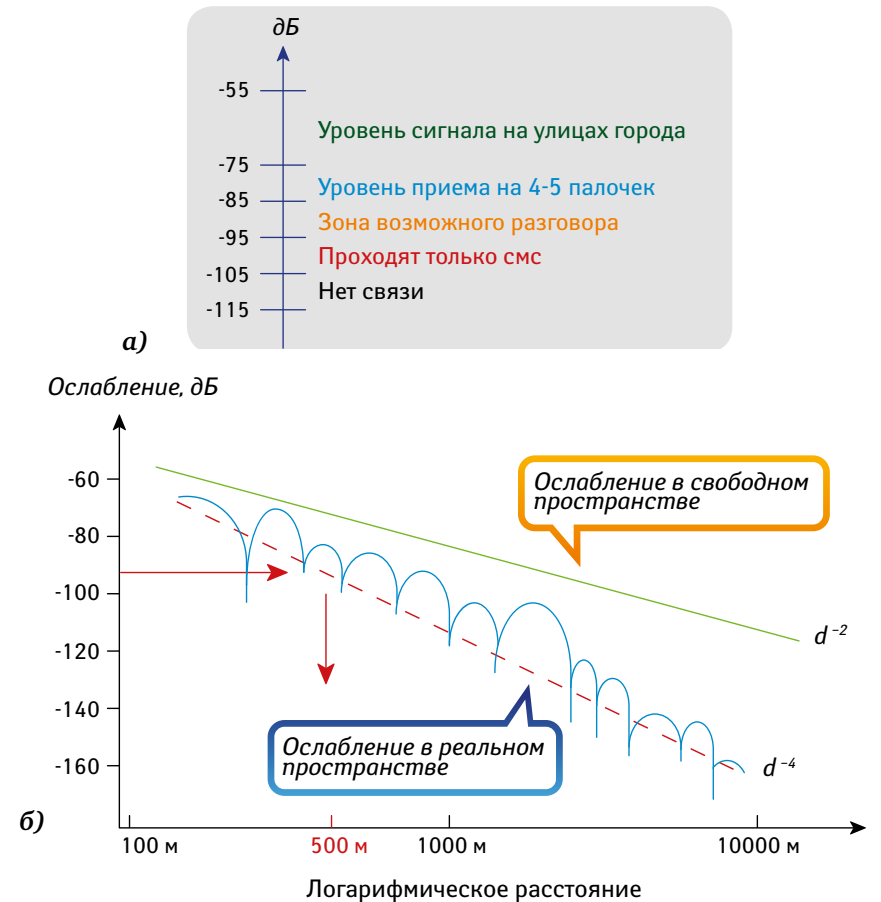 дБ
-55
Уровень сигнала на улицах города
-75
Уровень приема на 4-5 палочек
-85
Зона возможного разговора
-95
Проходят только смс
-105
Нет связи
-115
а)
Ослабление, дБ
-60
-80
-100
-120
-140
-160
Ослабление в свободном
пространстве
d⁻²
Ослабление в реальном
пространстве
d⁻⁴
б)
100 м
500 м
1000 м
10000 м
Логарифмическое расстояние